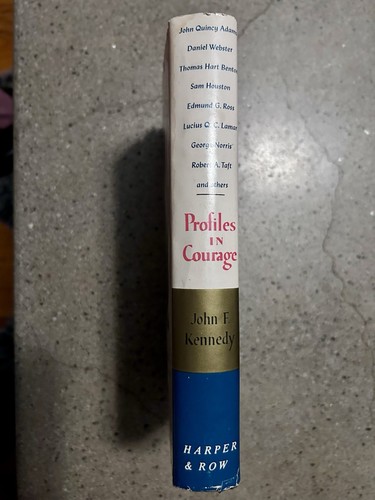 John Quincy Adams
Daniel Webster
Thomas Hart Benton
Sam Houston
Edmund G. Ross
Lucius Q. C. Lamar
George Norris
Robert A. Taft
and others
Profiles
IN
Courage
John F.
Kennedy
HARPER
& ROW